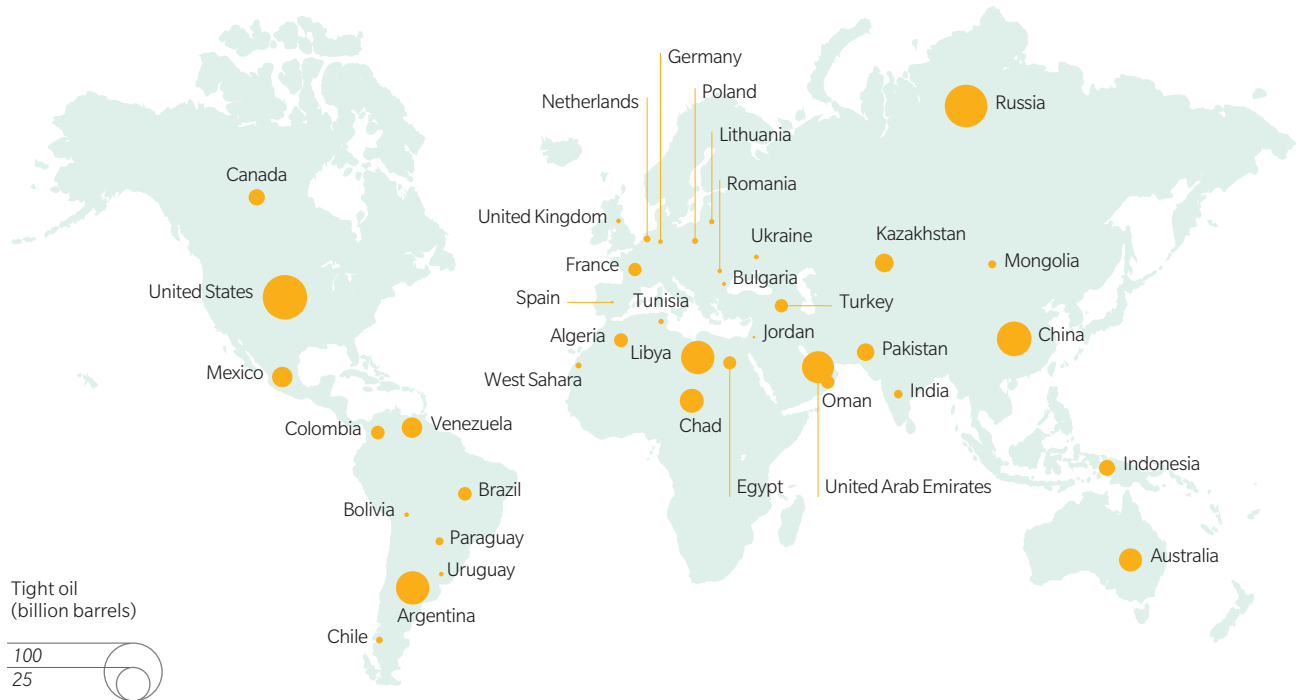 Germany
Netherlands
Poland
Russia
Lithuania
Canada
Romania
United Kingdom
Ukraine
Kazakhstan
France
Mongolia
United States
Spain
Tunisia
Bulgaria
Turkey
Algeria
Libya
Jordan
China
Pakistan
Mexico
West Sahara
Oman
India
Colombia
Venezuela
Chad
Indonesia
Brazil
Egypt
United Arab Emirates
Bolivia
Paraguay
Australia
Uruguay
Tight oil
(billion barrels)
Argentina
Chile
100
25